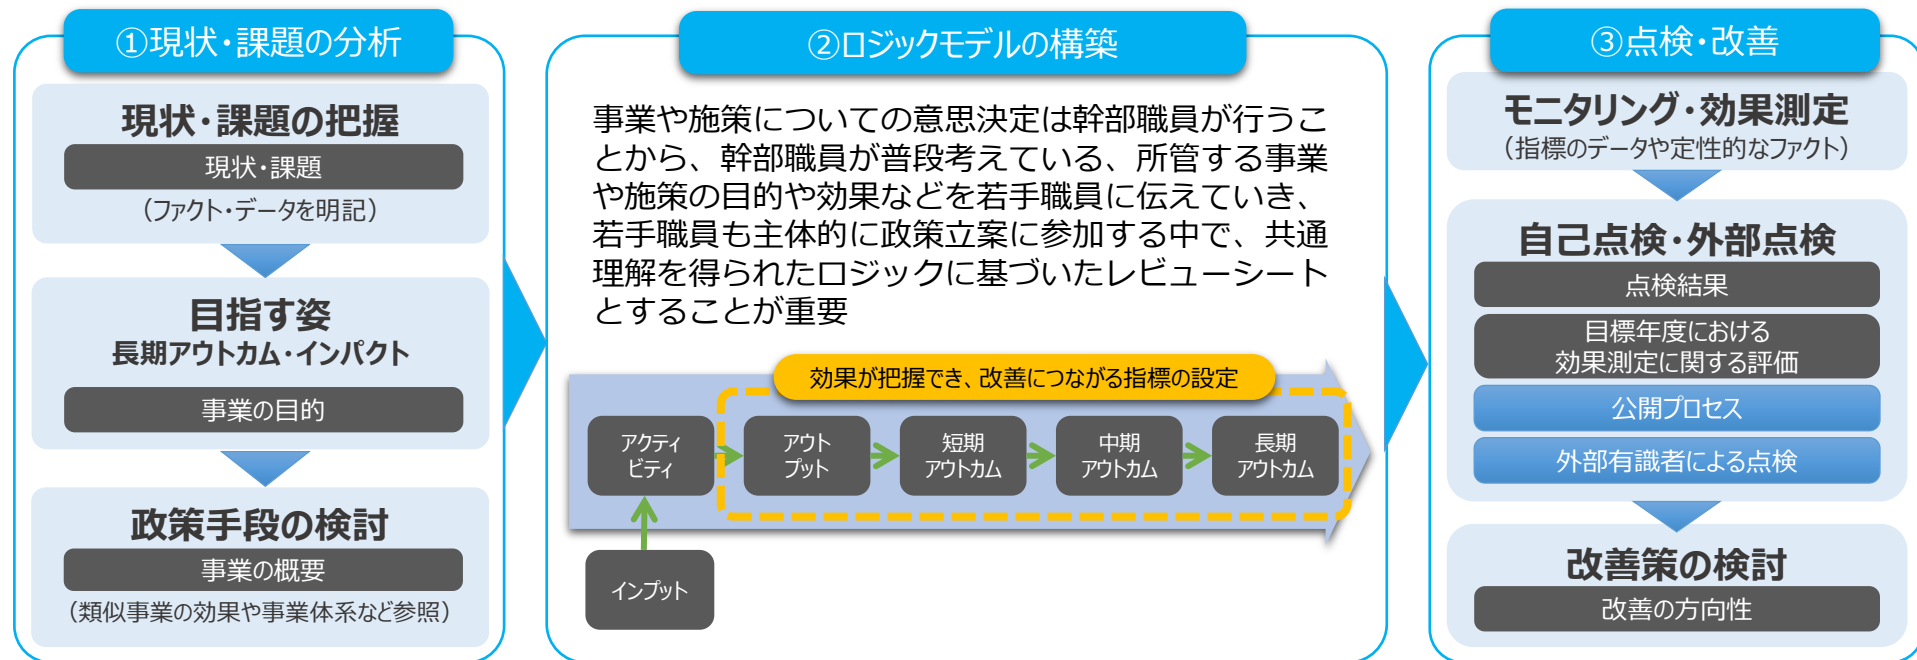 ①現状・課題の分析
現状・課題の把握
現状・課題
（ファクト・データを明記）
目指す姿
長期アウトカム・インパクト
事業の目的
政策手段の検討
事業の概要
（類似事業の効果や事業体系など参照）
②ロジックモデルの構築
事業や施策についての意思決定は幹部職員が行うこ
とから、幹部職員が普段考えている、所管する事業
や施策の目的や効果などを若手職員に伝えていき、
若手職員も主体的に政策立案に参加する中で、共通
理解を得られたロジックに基づいたレビューシート
とすることが重要
効果が把握でき、改善につながる指標の設定
アクティ
ビティ
アウト
プット
短期
アウトカム
中期
アウトカム
長期
アウトカム
インプット
③点検・改善
モニタリング・効果測定
（指標のデータや定性的なファクト）
自己点検・外部点検
点検結果
目標年度における
効果測定に関する評価
公開プロセス
外部有識者による点検
改善策の検討
改善の方向性